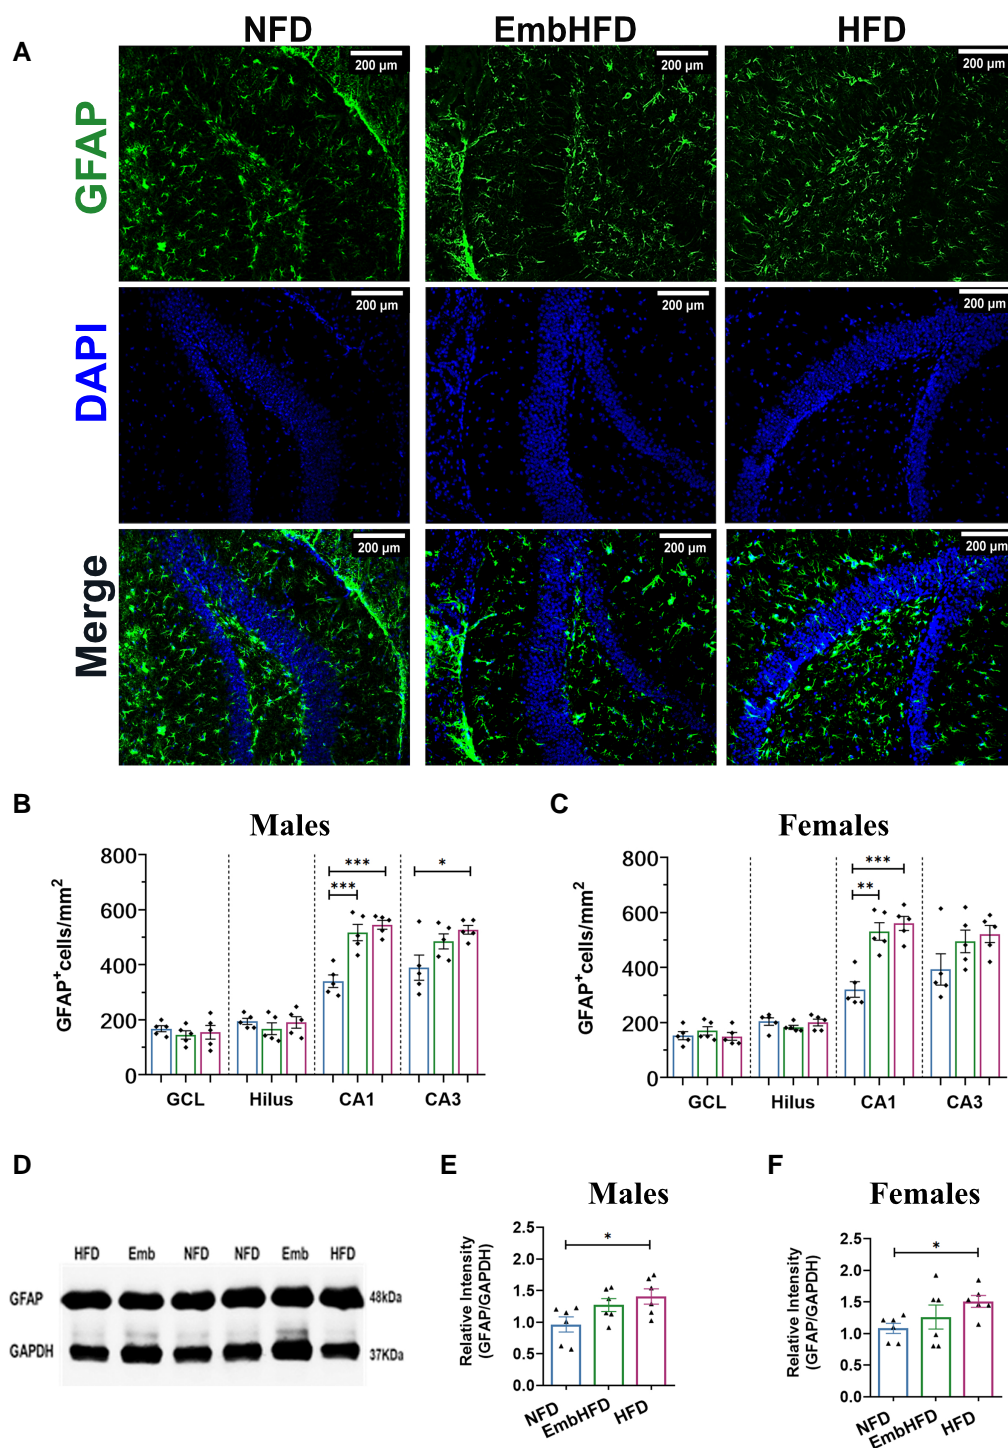 NFD EmbHFD HFD
A
GFAP
200 µm 200 µm 200 µm
DAPI
200 µm 200 µm 200 µm
Merge
200 µm 200 µm 200 µm
B
Males
GFAP+cells/mm2
800
600
400
200
0
*** *** *
GCL Hilus CA1 CA3
C
Females
GFAP+cells/mm2
800
600
400
200
0
** ***
GCL Hilus CA1 CA3
D
HFD Emb NFD NFD Emb HFD
GFAP 48kDa
GAPDH 37KDa
E
Males
Relative Intensity
(GFAP/GAPDH)
2.5
2.0
1.5
1.0
0.5
0.0
*
NFD EmbHFD HFD
F
Females
Relative Intensity
(GFAP/GAPDH)
2.5
2.0
1.5
1.0
0.5
0.0
*
NFD EmbHFD HFD